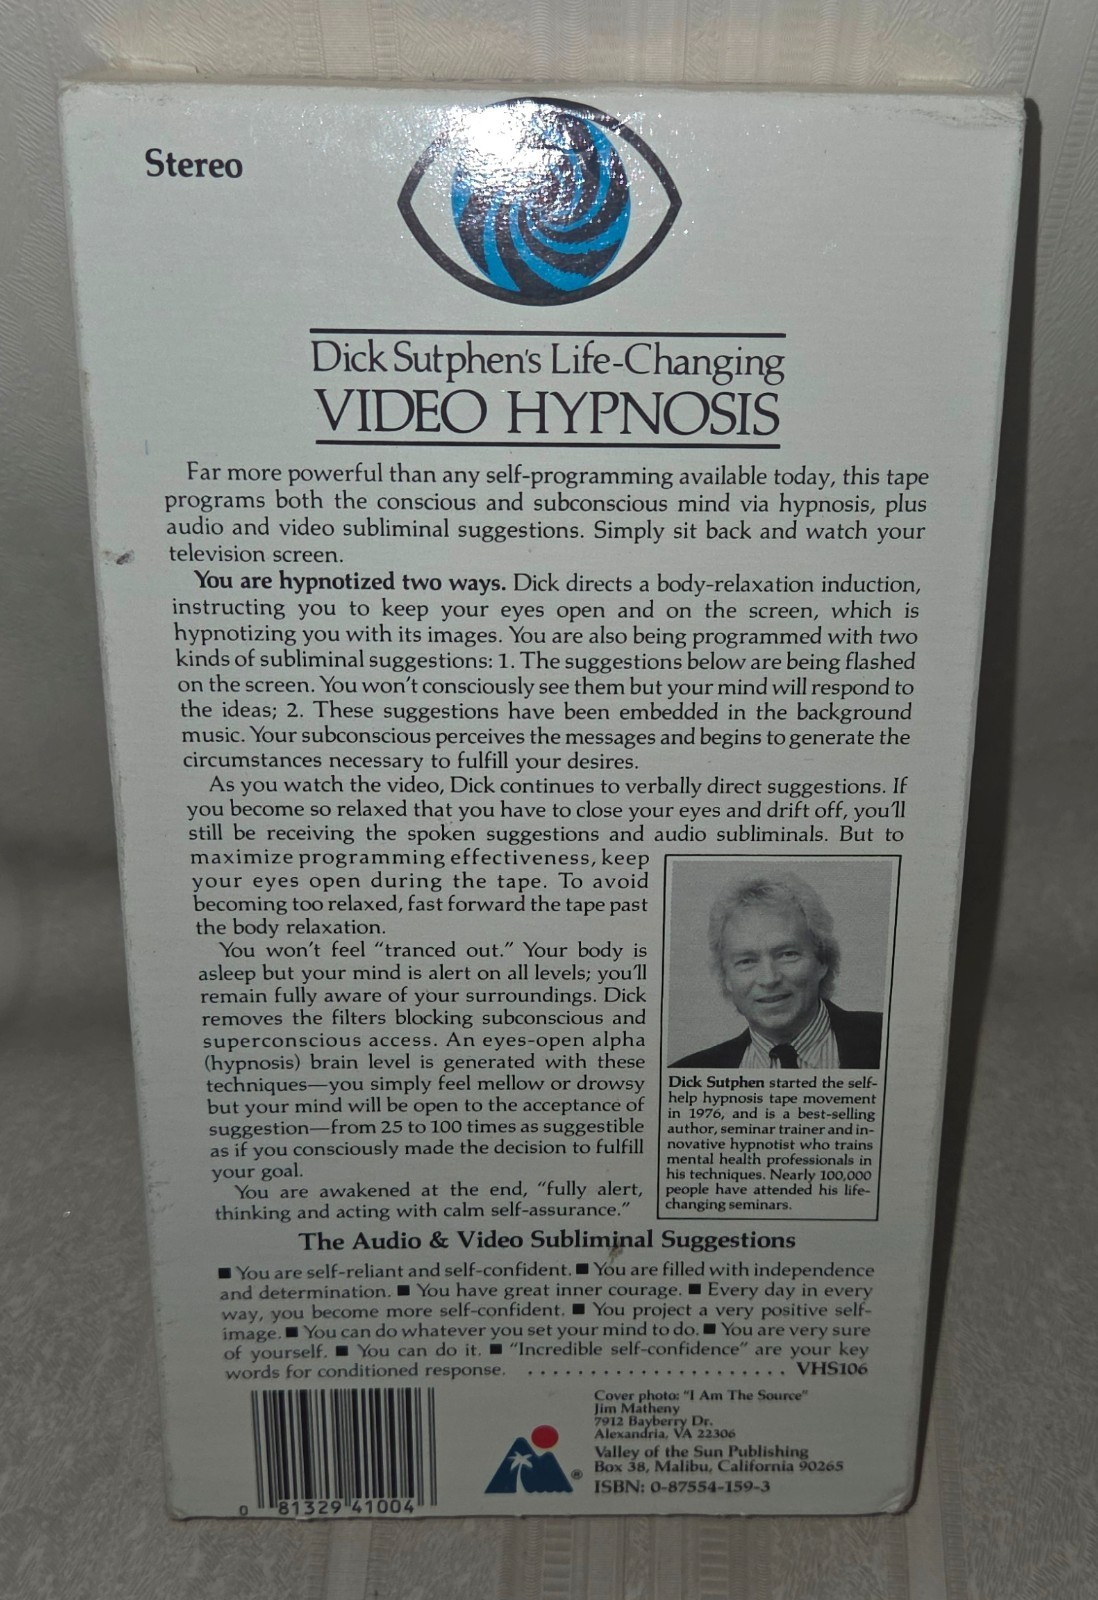 Stereo
Dick Sutphen's Life-Changing
VIDEO HYPNOSIS
Far more powerful than any self-programming available today, this tape
programs both the conscious and subconscious mind via hypnosis, plus
audio and video subliminal suggestions. Simply sit back and watch your
television screen.
You are hypnotized two ways. Dick directs a body-relaxation induction,
instructing you to keep your eyes open and on the screen, which is
hypnotizing you with its images. You are also being programmed with two
kinds of subliminal suggestions: 1. The suggestions below are being flashed
on the screen. You won't consciously see them but your mind will respond to
the ideas; 2. These suggestions have been embedded in the background
music. Your subconscious perceives the messages and begins to generate the
circumstances necessary to fulfill your desires.
As you watch the video, Dick continues to verbally direct suggestions. If
you become so relaxed that you have to close your eyes and drift off, you'll
still be receiving the spoken suggestions and audio subliminals. But to
maximize programming effectiveness, keep
your eyes open during the tape. To avoid
becoming too relaxed, fast forward the tape past
the body relaxation.
You won't feel "tranced out." Your body is
asleep but your mind is alert on all levels; you'll
remain fully aware of your surroundings. Dick
removes the filters blocking subconscious and
superconscious access. An eyes-open alpha
(hypnosis) brain level is generated with these
techniques—you simply feel mellow or drowsy
but your mind will be open to the acceptance of
suggestion—from 25 to 100 times as suggestible
as if you consciously made the decision to fulfill
your goal.
You are awakened at the end, "fully alert,
thinking and acting with calm self-assurance."
Dick Sutphen started the self-
help hypnosis tape movement
in 1976, and is a best-selling
author, seminar trainer and in-
novative hypnotist who trains
mental health professionals in
his techniques. Nearly 100,000
people have attended his life-
changing seminars.
The Audio & Video Subliminal Suggestions
■ You are self-reliant and self-confident. ■ You are filled with independence
and determination. ■ You have great inner courage. ■ Every day in every
way, you become more self-confident. ■ You project a very positive self-
image. ■ You can do whatever you set your mind to do. ■ You are very sure
of yourself. ■ You can do it. ■ "Incredible self-confidence" are your key
words for conditioned response. . . . . . . . . . . . . . . . . . . . . . VHS106
Cover photo: "I Am The Source"
Jim Matheny
7912 Bayberry Dr.
Alexandria, VA 22306
Valley of the Sun Publishing
Box 38, Malibu, California 90265
ISBN: 0-87554-159-3
®
0 81329 41004